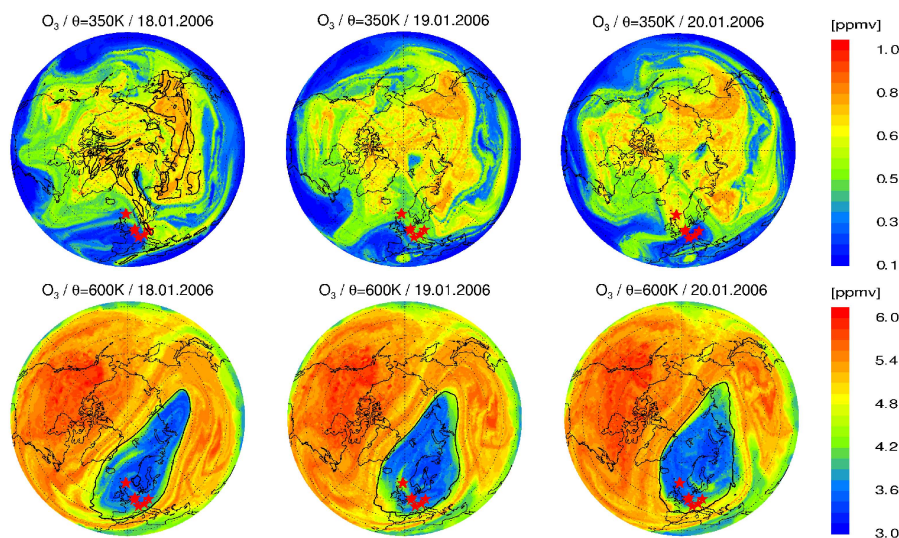 O₃ / θ=350K / 18.01.2006
O₃ / θ=350K / 19.01.2006
O₃ / θ=350K / 20.01.2006
[ppmv]
1.0
0.8
0.6
0.5
0.3
0.1
O₃ / θ=600K / 18.01.2006
O₃ / θ=600K / 19.01.2006
O₃ / θ=600K / 20.01.2006
[ppmv]
6.0
5.4
4.8
4.2
3.6
3.0